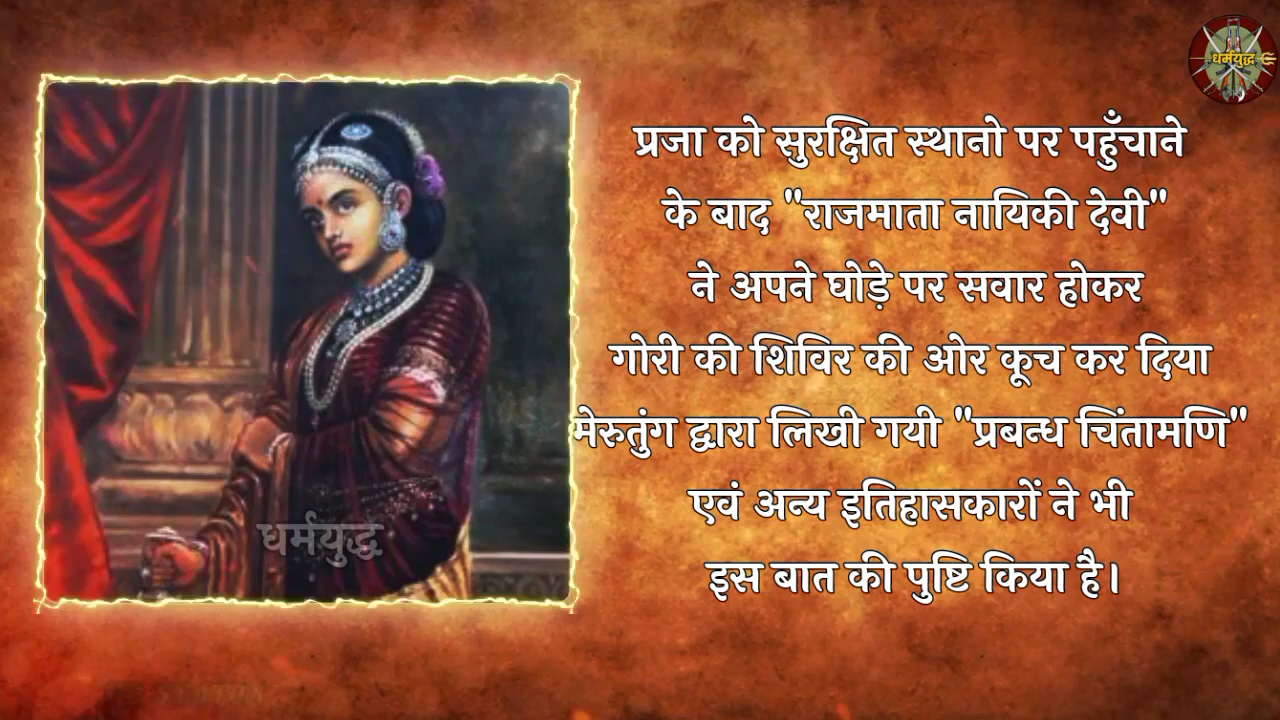 धर्मयुद्ध
प्रजा को सुरक्षित स्थानो पर पहुँचाने
के बाद "राजमाता नायिकी देवी"
ने अपने घोड़े पर सवार होकर
गोरी की शिविर की ओर कूच कर दिया
मेरुतुंग द्वारा लिखी गयी "प्रबन्ध चिंतामणि"
एवं अन्य इतिहासकारों ने भी
इस बात की पुष्टि किया है।
धर्मयुद्ध